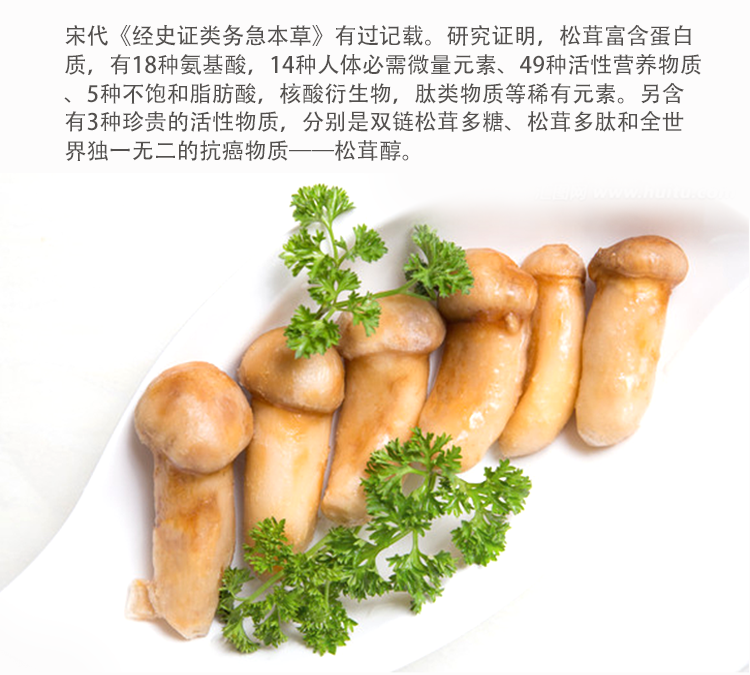 宋代《经史证类务急本草》有过记载。研究证明，松茸富含蛋白
质，有18种氨基酸，14种人体必需微量元素、49种活性营养物质
、5种不饱和脂肪酸，核酸衍生物，肽类物质等稀有元素。另含
有3种珍贵的活性物质，分别是双链松茸多糖、松茸多肽和全世
界独一无二的抗癌物质——松茸醇。